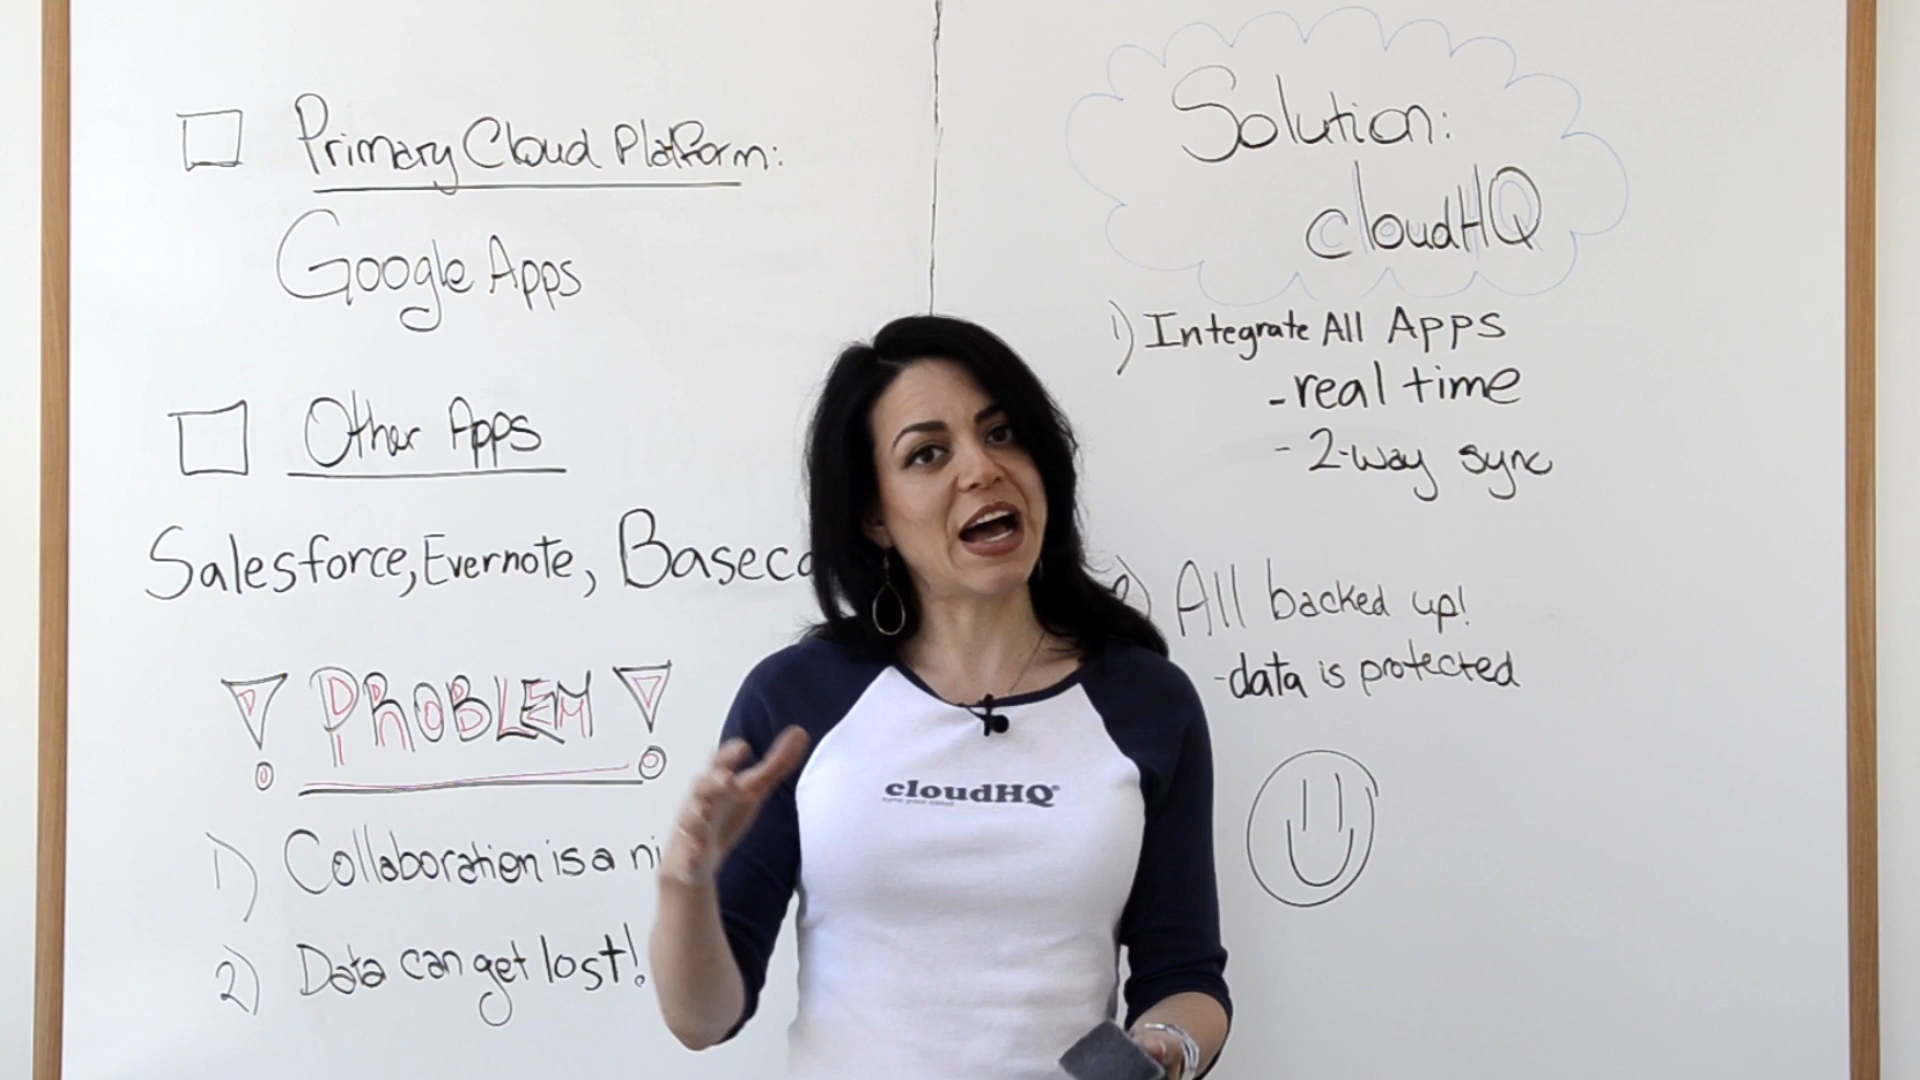 Primary Cloud Platform:
Google Apps
Other Apps
Salesforce, Evernote, Baseca
! PROBLEM !
1) Collaboration is a ni
2) Data can get lost!
Solution:
cloudHQ
1) Integrate All Apps
- real time
- 2-way sync
2) All backed up!
- data is protected
cloudHQ